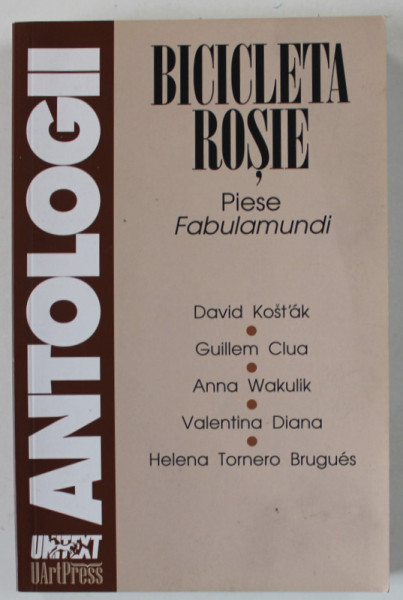 ANTOLOGII
BICICLETA
ROȘIE
Piese
Fabulamundi
David Košťák
Guillem Clua
Anna Wakulik
Valentina Diana
Helena Tornero Brugués
UNITEXT
UArtPress